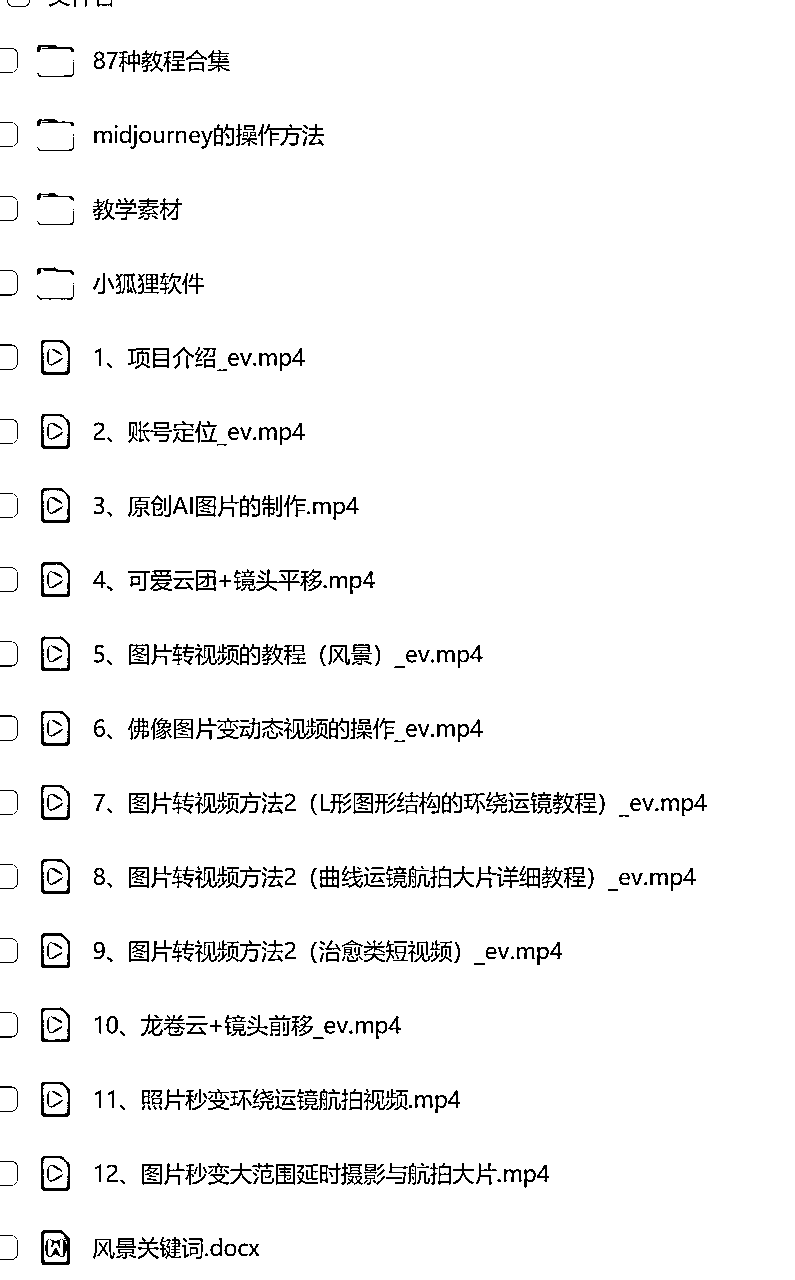 87种教程合集
midjourney的操作方法
教学素材
小狐狸软件
1、项目介绍_ev.mp4
2、账号定位_ev.mp4
3、原创AI图片的制作.mp4
4、可爱云团+镜头平移.mp4
5、图片转视频的教程（风景）_ev.mp4
6、佛像图片变动态视频的操作_ev.mp4
7、图片转视频方法2（L形图形结构的环绕运镜教程）_ev.mp4
8、图片转视频方法2（曲线运镜航拍大片详细教程）_ev.mp4
9、图片转视频方法2（治愈类短视频）_ev.mp4
10、龙卷云+镜头前移_ev.mp4
11、照片秒变环绕运镜航拍视频.mp4
12、图片秒变大范围延时摄影与航拍大片.mp4
风景关键词.docx